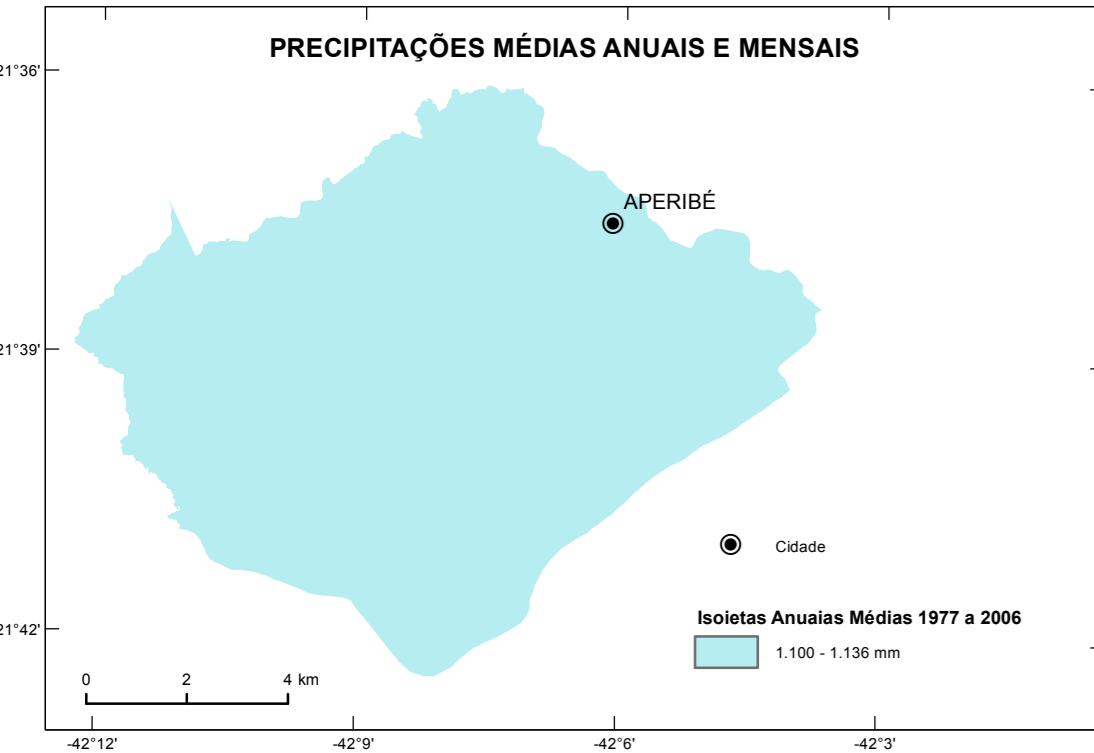 PRECIPITAÇÕES MÉDIAS ANUAIS E MENSAIS
21°36'
APERIBÉ
21°39'
Cidade
Isoietas Anuaias Médias 1977 a 2006
21°42'
1.100 - 1.136 mm
0 2 4 km
-42°12' -42°9' -42°6' -42°3'